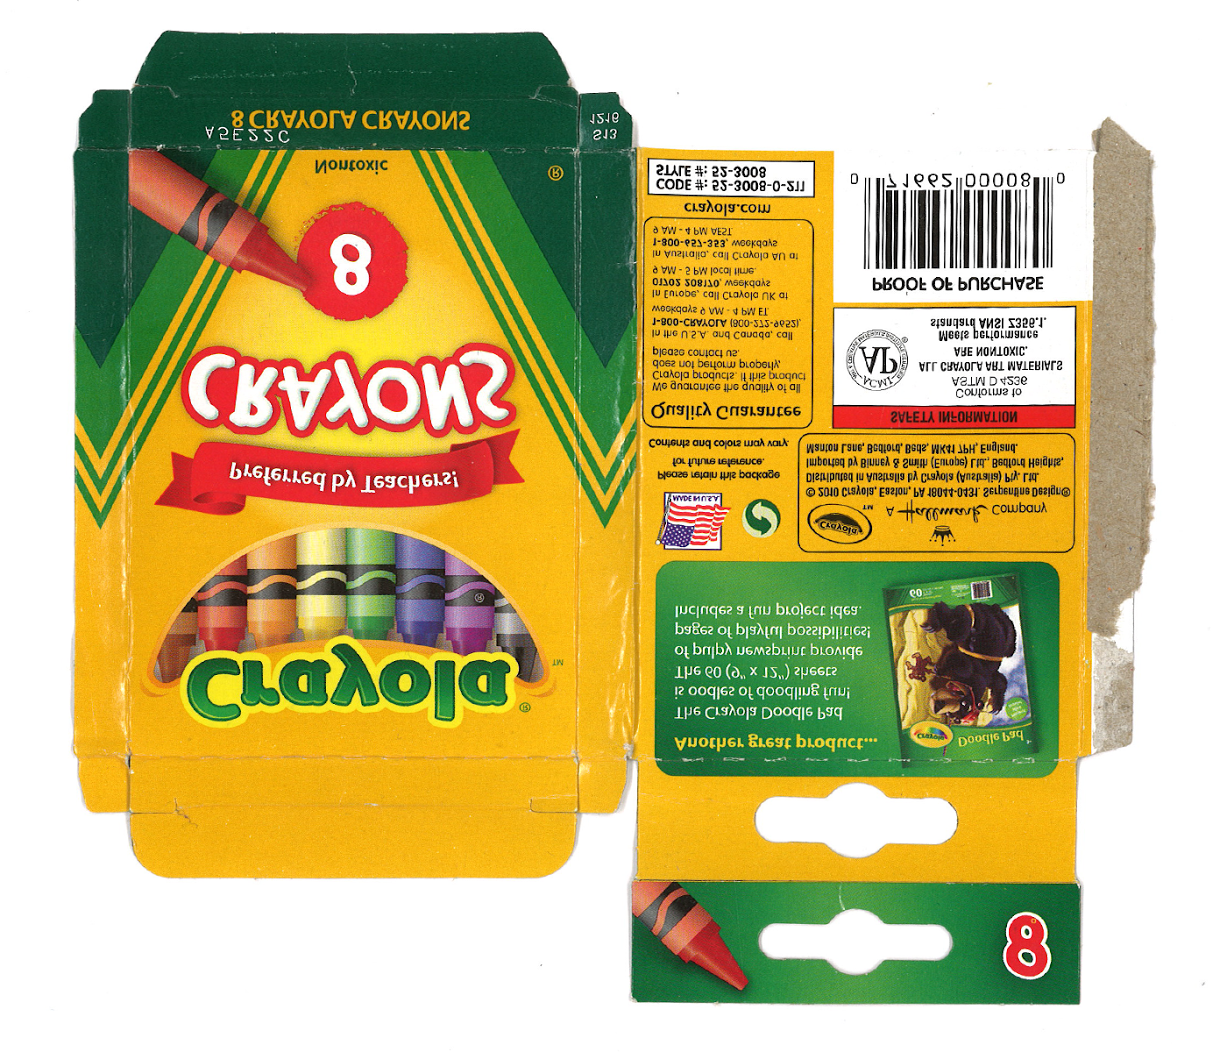 Crayola®
™
Preferred by Teachers!
CRAYONS
8
Nontoxic
®
A5E22C
8 CRAYOLA CRAYONS
S13
1216
8
Another great product...
The Crayola Doodle Pad
is oodles of doodling fun!
The 60 (9" x 12") sheets
of pulpy newsprint provide
pages of playful possibilities!
Includes a fun project idea.
Crayola
Doodle Pad
60
MADE IN U.S.A.
Please retain this package
for future reference.
Contents and colors may vary.
Crayola ™
A Hallmark Company
© 2010 Crayola, Easton, PA 18044-0431. Serpentine Design®
Distributed in Australia by Crayola (Australia) Pty. Ltd.
Imported by Binney & Smith (Europe) Ltd., Bedford Heights,
Manton Lane, Bedford, Beds, MK41 7PH, England.
Quality Guarantee
We guarantee the quality of all
Crayola products. If this product
does not perform properly,
please contact us.
In the U.S.A. and Canada, call
1-800-CRAYOLA (800-272-9652),
weekdays 9 AM - 4 PM ET.
In Europe, call Crayola UK at
01702 208170, weekdays
9 AM - 5 PM local time.
In Australia, call Crayola AU at
1-800-657-353, weekdays
9 AM - 4 PM AEST.
crayola.com
CODE #: 52-3008-0-211
STYLE #: 52-3008
SAFETY INFORMATION
Conforms to
ASTM D 4236
ALL CRAYOLA ART MATERIALS
ARE NONTOXIC.
Meets performance
standard ANSI Z356.1.
AP
A.C.M.I.
PROOF OF PURCHASE
0 71662 00008 0